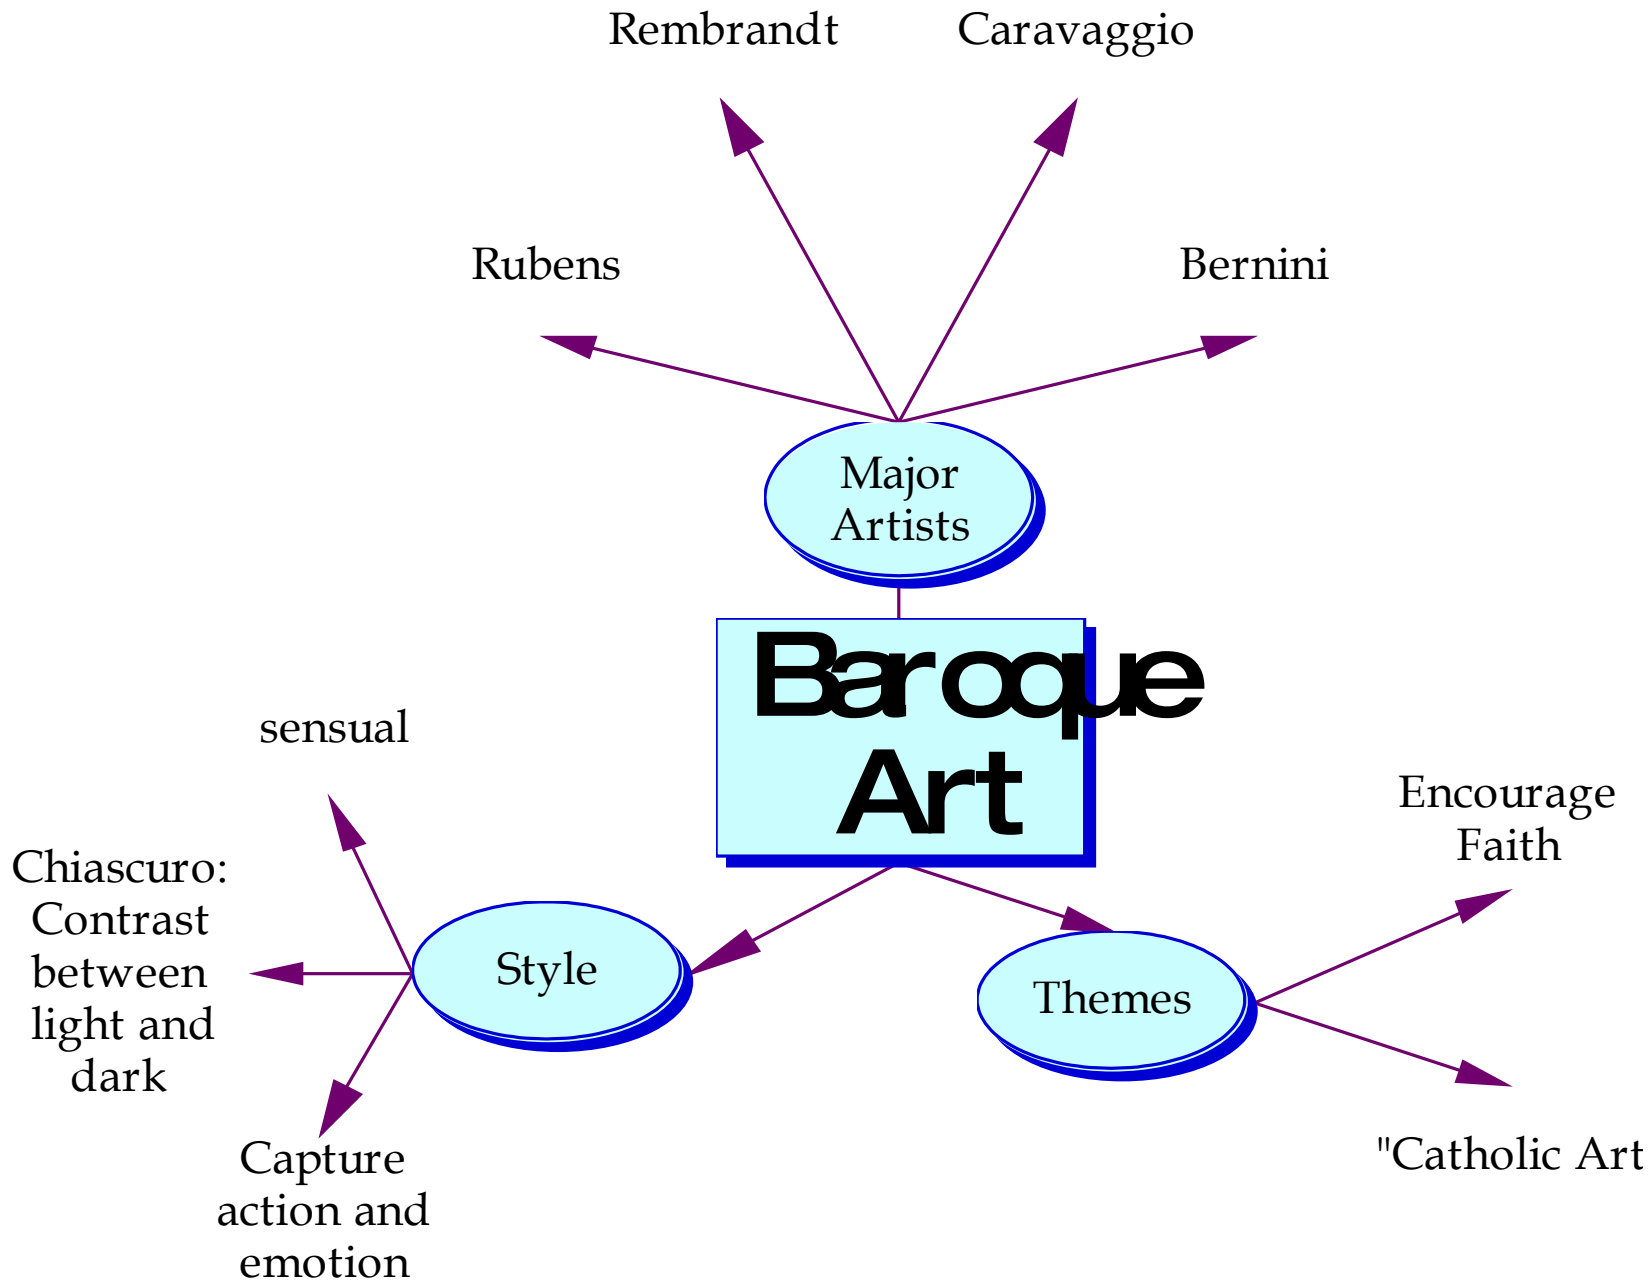 Rembrandt
Caravaggio
Rubens
Bernini
Major
Artists
Baroque
Art
sensual
Encourage
Faith
Chiascuro:
Contrast
between
light and
dark
Style
Themes
Capture
action and
emotion
"Catholic Art